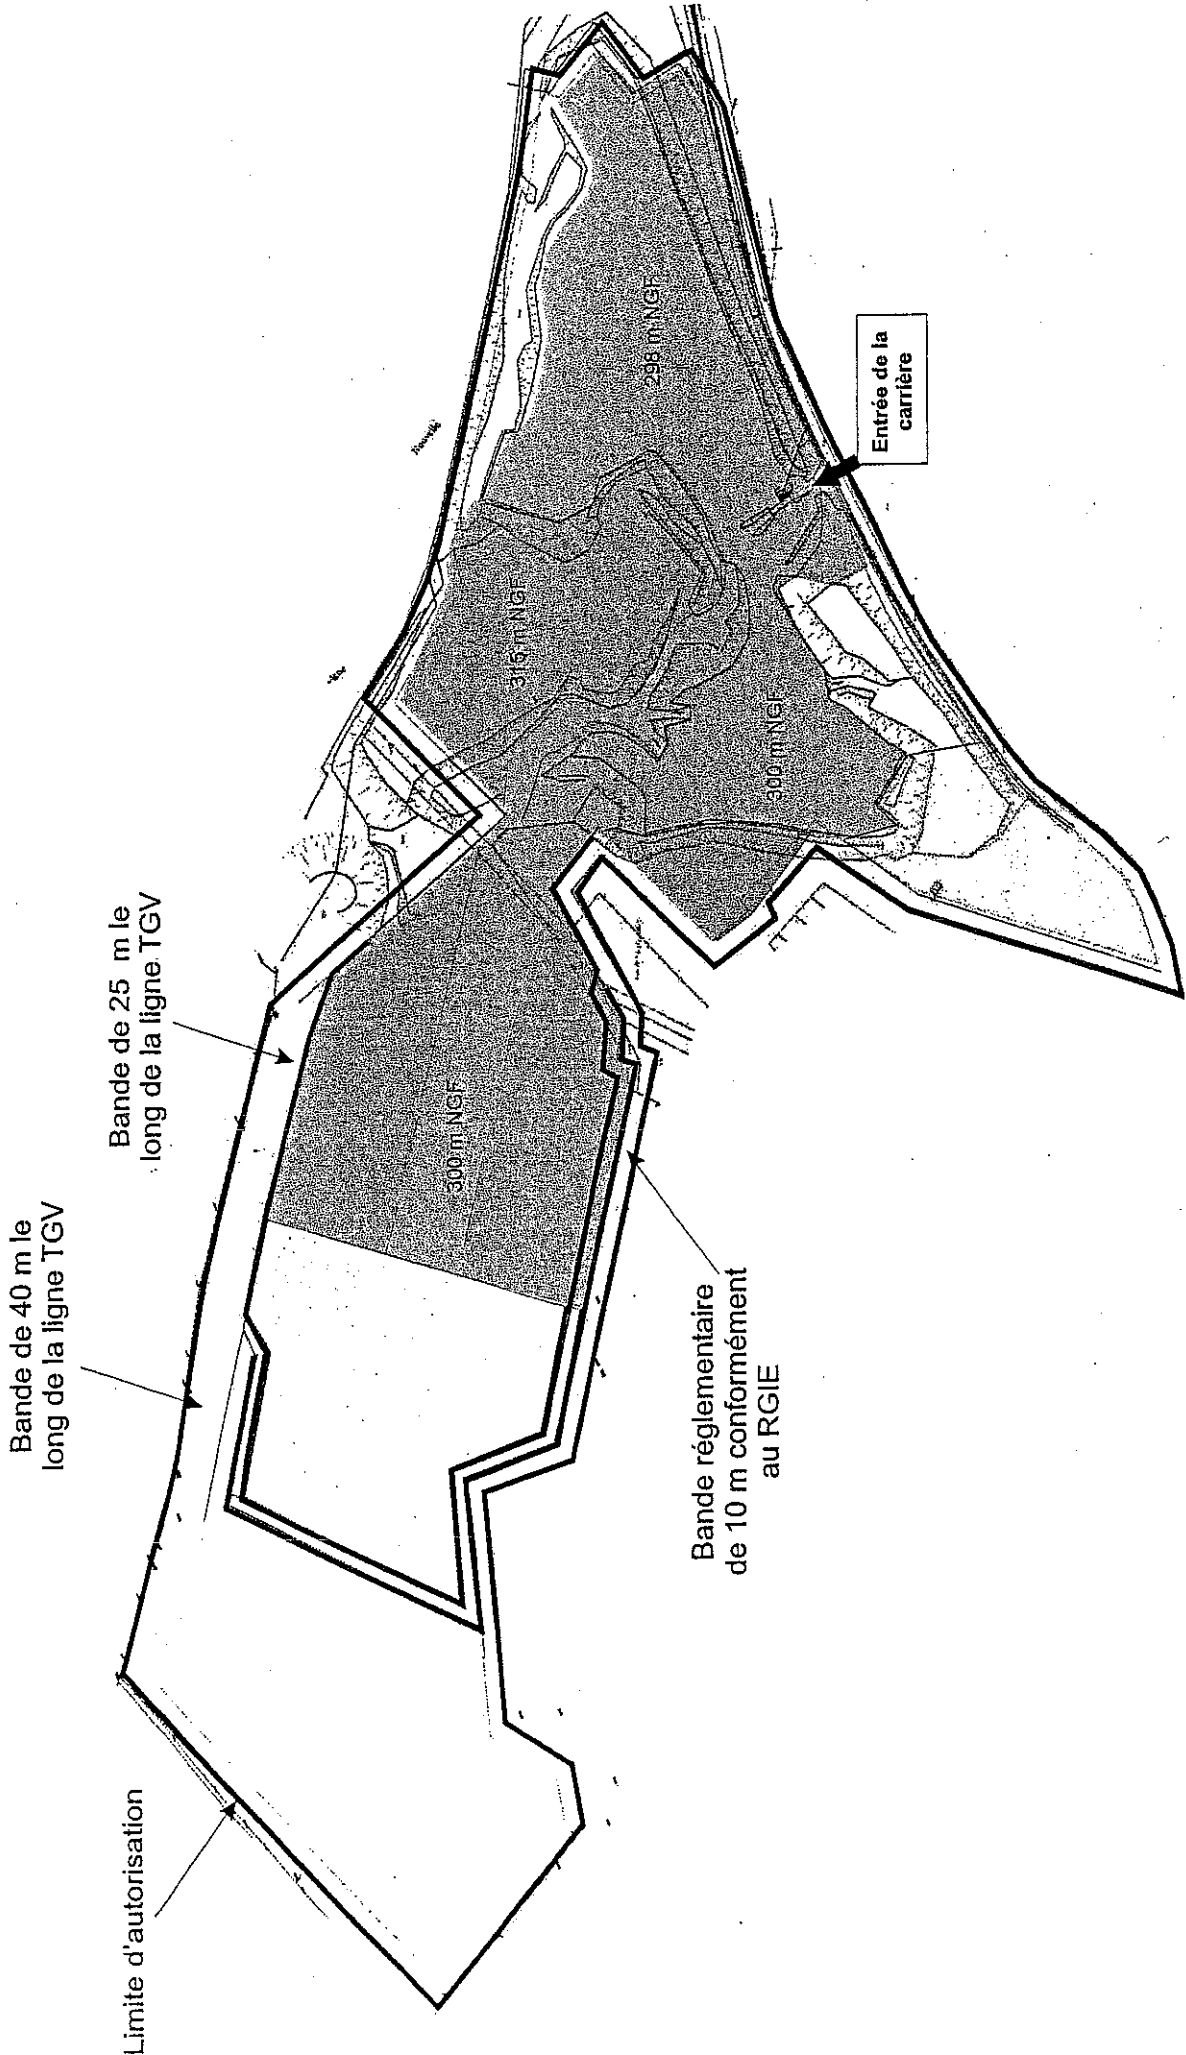 Limite d'autorisation
Bande de 40 m le
long de la ligne TGV
Bande de 25 m le
long de la ligne TGV
Bande réglementaire
de 10 m conformément
au RGIE
300 m NGF
316 m NGF
300 m NGF
298 m NGF
Entrée de la
carrière